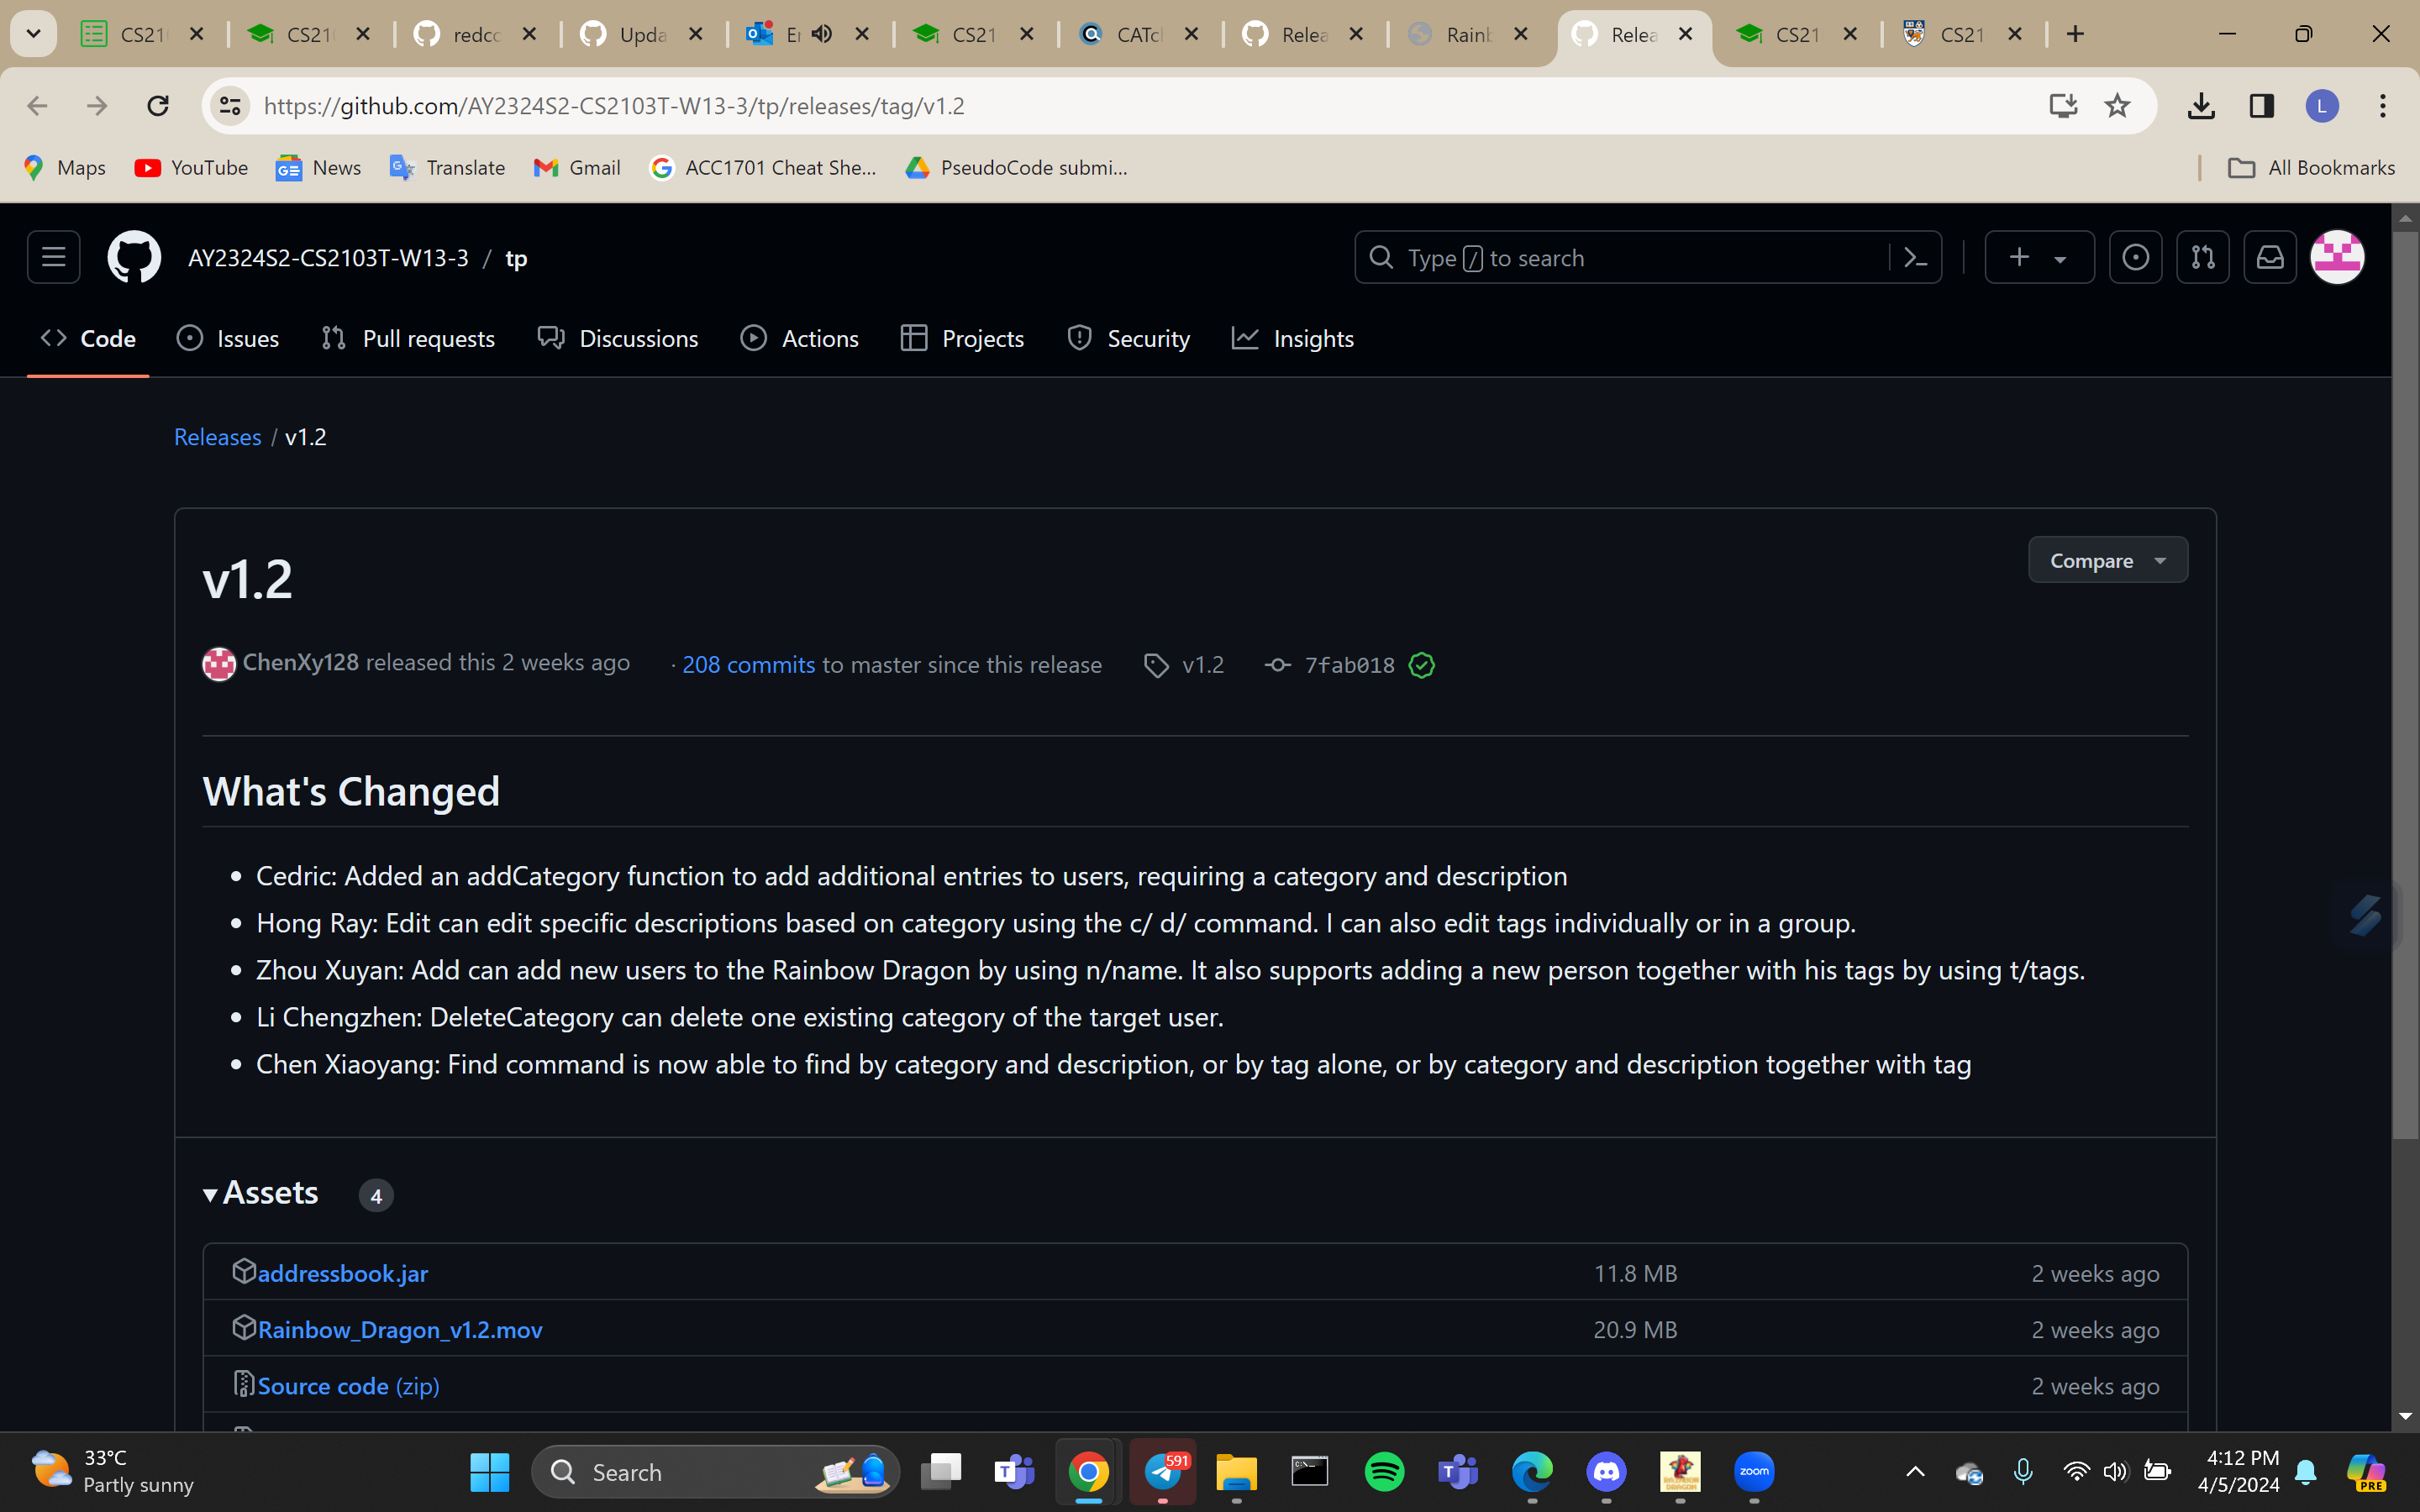 CS21
CS21
redcc
Upda
CS21
Relea
Rainb
Relea
CS21
CS21
https://github.com/AY2324S2-CS2103T-W13-3/tp/releases/tag/v1.2
L
Maps
YouTube
News
Translate
Gmail
ACC1701 Cheat She...
PseudoCode submi...
All Bookmarks
AY2324S2-CS2103T-W13-3 / tp
Type / to search
Code
Issues
Pull requests
Discussions
Actions
Projects
Security
Insights
Releases / v1.2
v1.2
Compare
ChenXy128 released this 2 weeks ago · 208 commits to master since this release v1.2 7fab018
What's Changed
• Cedric: Added an addCategory function to add additional entries to users, requiring a category and description
• Hong Ray: Edit can edit specific descriptions based on category using the c/ d/ command. I can also edit tags individually or in a group.
• Zhou Xuyan: Add can add new users to the Rainbow Dragon by using n/name. It also supports adding a new person together with his tags by using t/tags.
• Li Chengzhen: DeleteCategory can delete one existing category of the target user.
• Chen Xiaoyang: Find command is now able to find by category and description, or by tag alone, or by category and description together with tag
Assets 4
addressbook.jar 11.8 MB 2 weeks ago
Rainbow_Dragon_v1.2.mov 20.9 MB 2 weeks ago
Source code (zip) 2 weeks ago
33°C
Partly sunny
Search
591
zoom
4:12 PM
4/5/2024
PRE